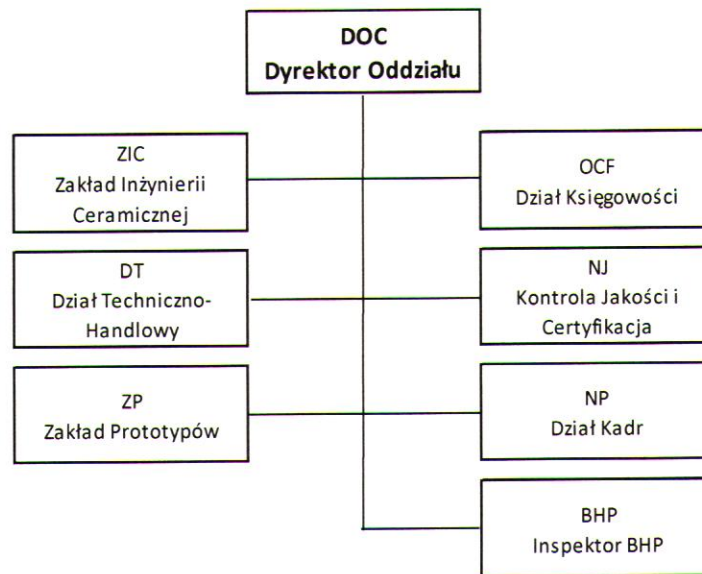 DOC
Dyrektor Oddziału
ZIC
Zakład Inżynierii
Ceramicznej
OCF
Dział Księgowości
DT
Dział Techniczno-
Handlowy
NJ
Kontrola Jakości i
Certyfikacja
ZP
Zakład Prototypów
NP
Dział Kadr
BHP
Inspektor BHP